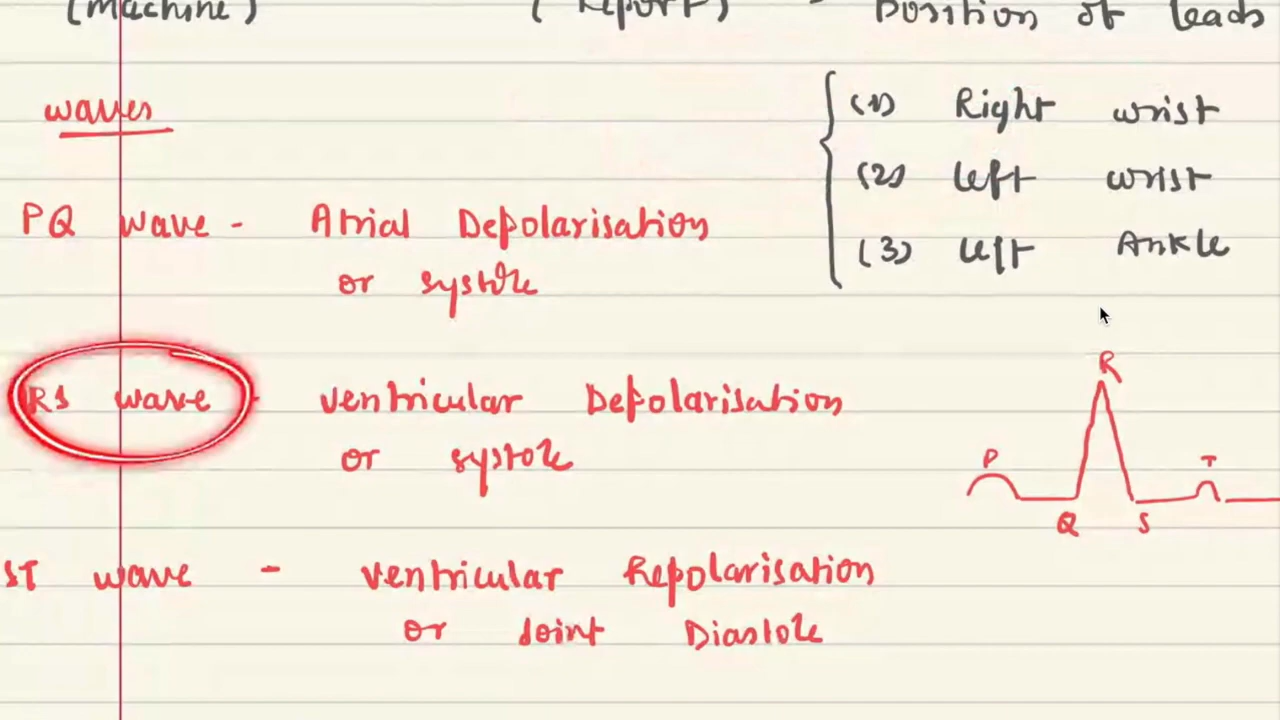 (Machine) (Report) - Position of leads
waves
(1) Right wrist
(2) left wrist
(3) left Ankle
PQ wave - Atrial Depolarisation
or systole
RS wave - ventricular Depolarisation
or systole
ST wave - ventricular Repolarisation
or Joint Diastole
R
P
T
Q
S